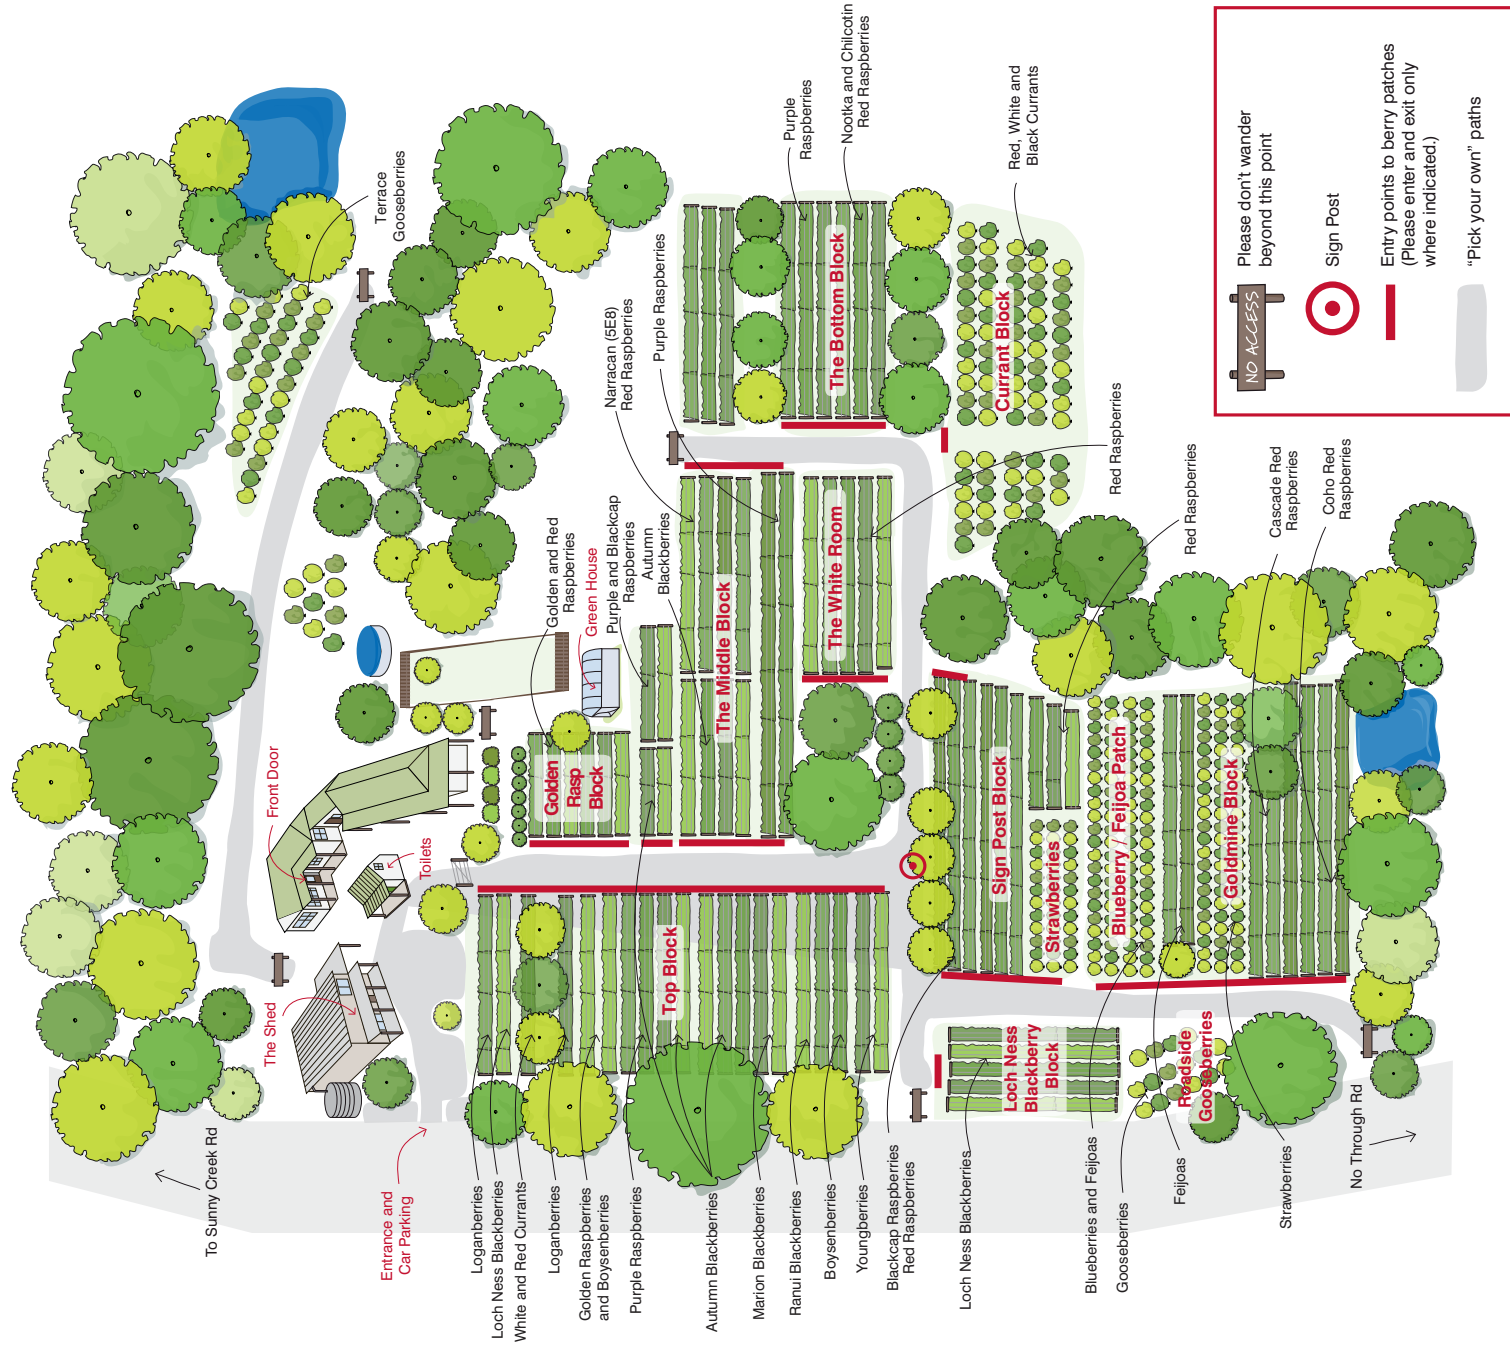 To Sunny Creek Rd
Entrance and
Car Parking
The Shed
Front Door
Toilets
Terrace
Gooseberries
Loganberries
Loch Ness Blackberries
White and Red Currants
Loganberries
Golden Raspberries
and Boysenberries
Purple Raspberries
Autumn Blackberries
Marion Blackberries
Ranui Blackberries
Boysenberries
Youngberries
Blackcap Raspberries
Red Raspberries
Loch Ness Blackberries
Blueberries and Feijoas
Gooseberries
Feijoas
Strawberries
No Through Rd
Top Block
Loch Ness
Blackberry
Block
Roadside
Gooseberries
Golden
Rasp
Block
Golden and Red
Raspberries
Green House
Purple and Blackcap
Raspberries
Autumn
Blackberries
Narracan (5E8)
Red Raspberries
Purple Raspberries
The Middle Block
The White Room
The Bottom Block
Purple
Raspberries
Nootka and Chilcotin
Red Raspberries
Currant Block
Red, White and
Black Currants
Sign Post Block
Strawberries
Blueberry / Feijoa Patch
Goldmine Block
Red Raspberries
Red Raspberries
Cascade Red
Raspberries
Coho Red
Raspberries
NO ACCESS
Please don't wander
beyond this point
Sign Post
Entry points to berry patches
(Please enter and exit only
where indicated.)
"Pick your own" paths